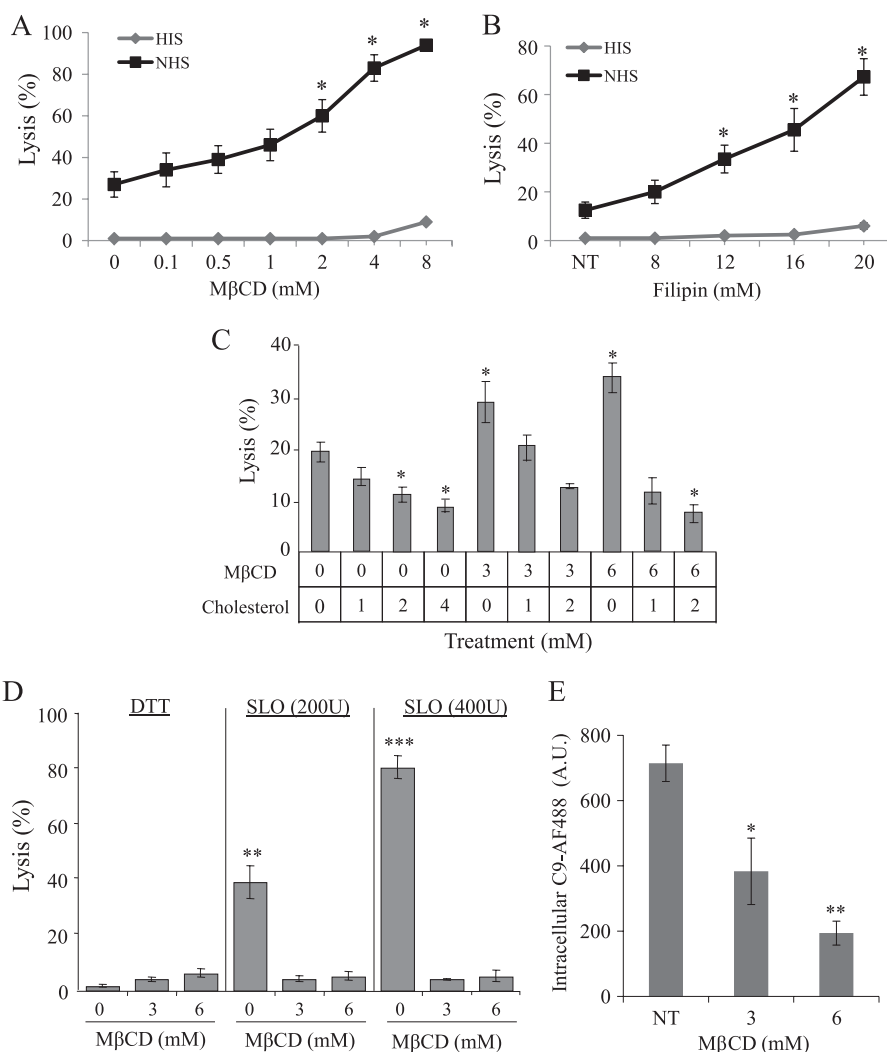 A
100
80
60
40
20
0
Lysis (%)
HIS
NHS
* * *
0 0.1 0.5 1 2 4 8
MβCD (mM)
B
80
60
40
20
0
Lysis (%)
HIS
NHS
* * *
NT 8 12 16 20
Filipin (mM)
C
40
30
20
10
0
Lysis (%)
* * * * *
MβCD 0 0 0 0 3 3 3 6 6 6
Cholesterol 0 1 2 4 0 1 2 0 1 2
Treatment (mM)
D
100
80
60
40
20
0
Lysis (%)
DTT SLO (200U) SLO (400U)
** ***
0 3 6 0 3 6 0 3 6
MβCD (mM) MβCD (mM) MβCD (mM)
E
800
600
400
200
0
Intracellular C9-AF488 (A.U.)
* **
NT 3 6
MβCD (mM)